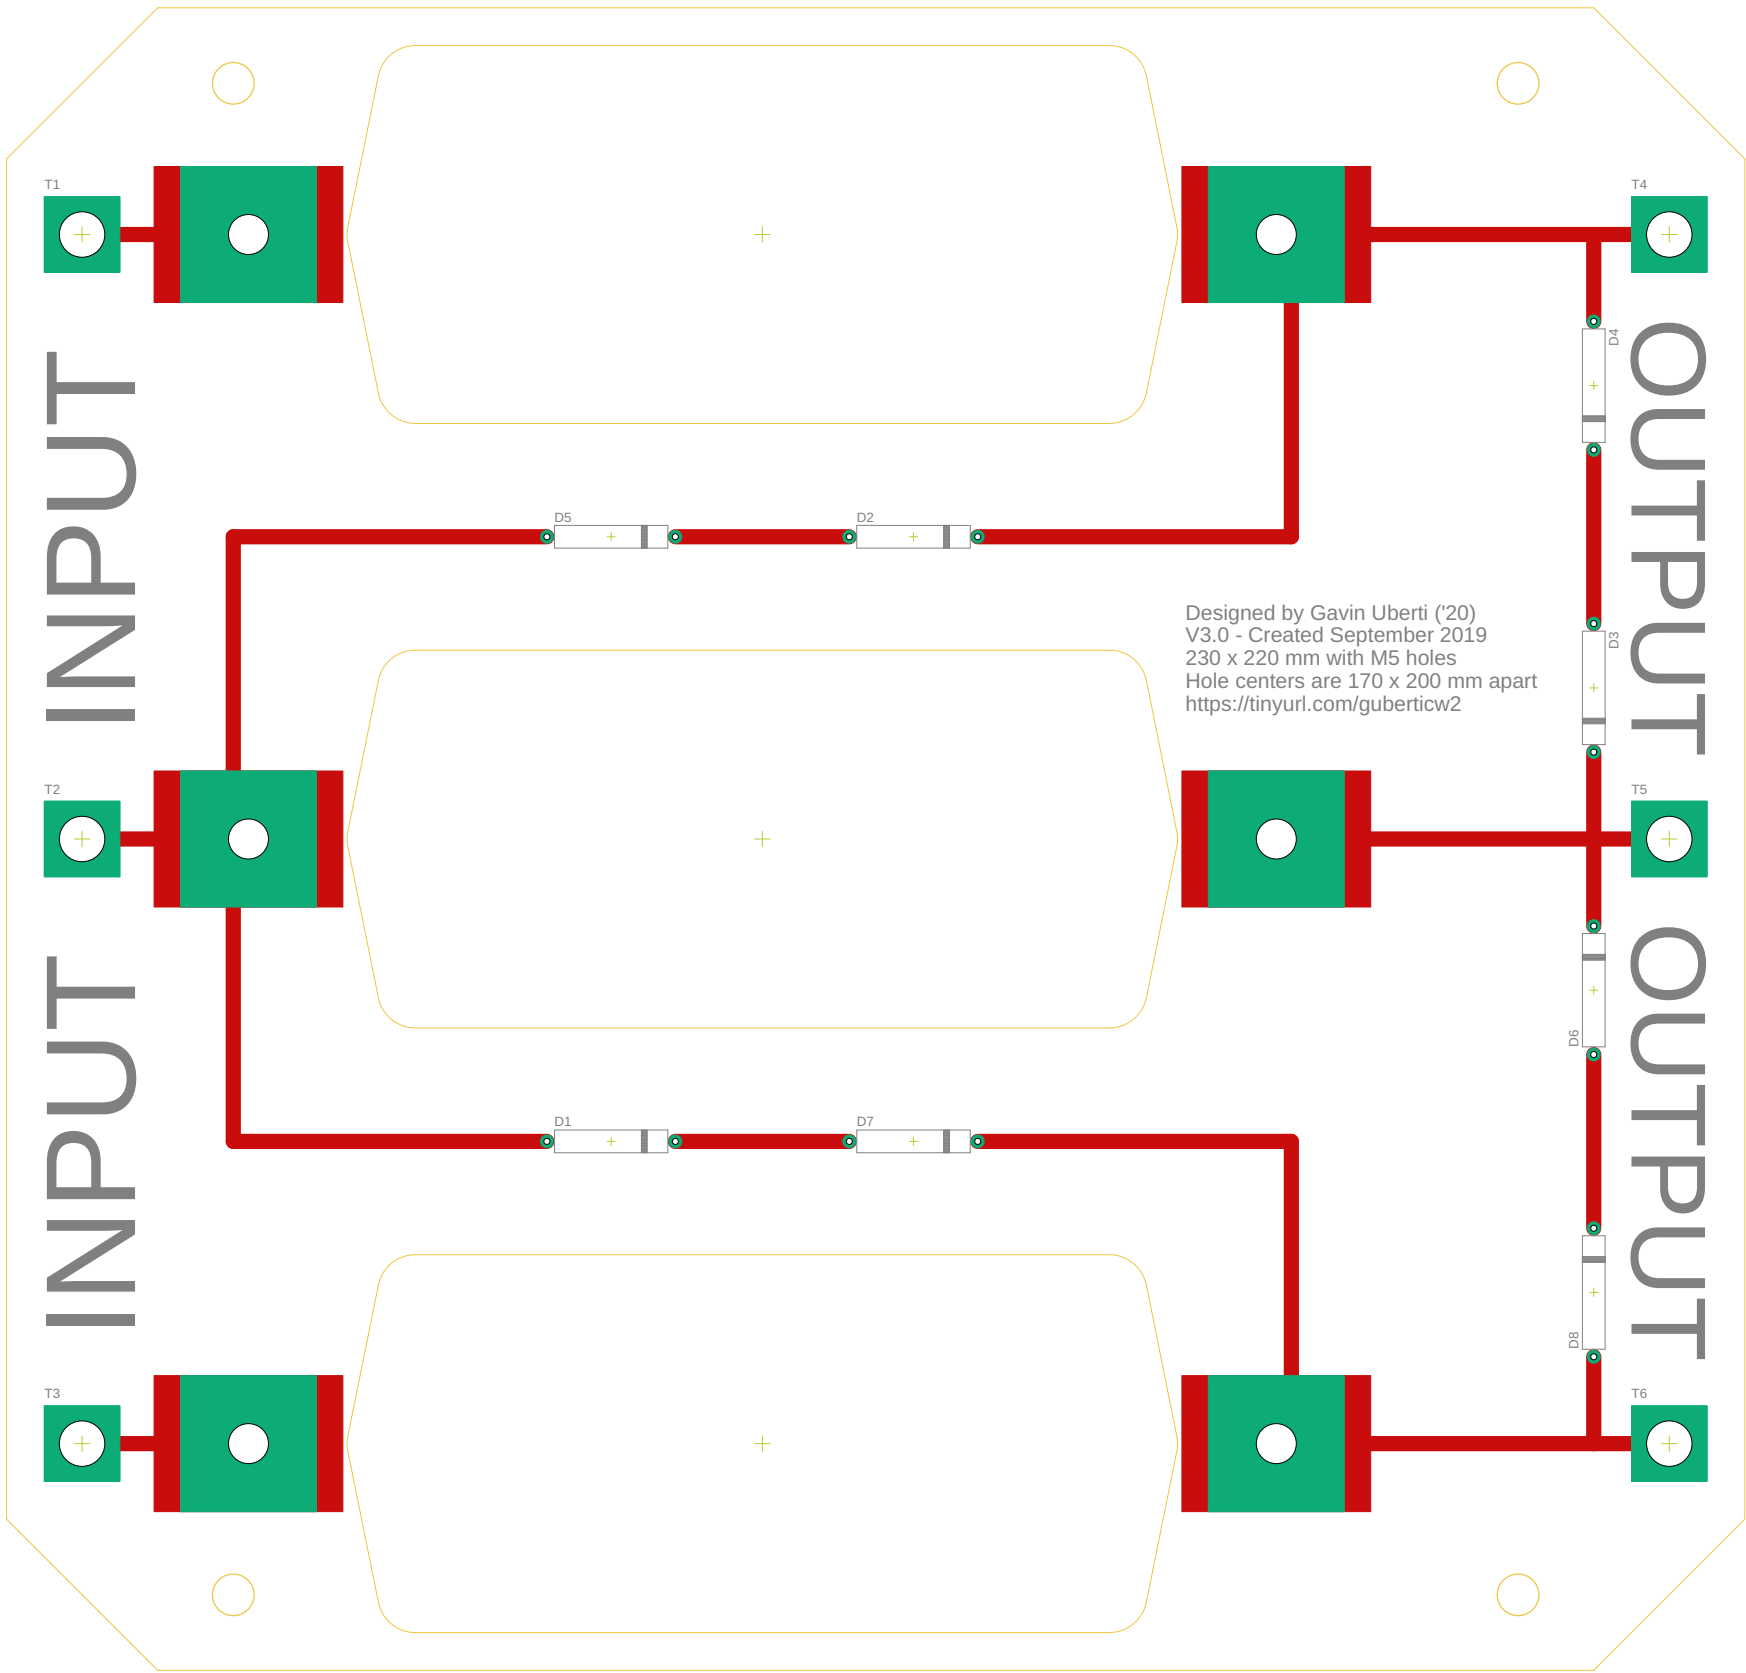 T1
T4
D4
INPUT
OUTPUT
D5
D2
Designed by Gavin Uberti ('20)
V3.0 - Created September 2019
230 x 220 mm with M5 holes
Hole centers are 170 x 200 mm apart
https://tinyurl.com/guberticw2
D3
T2
T5
INPUT
OUTPUT
D6
D1
D7
D8
T3
T6